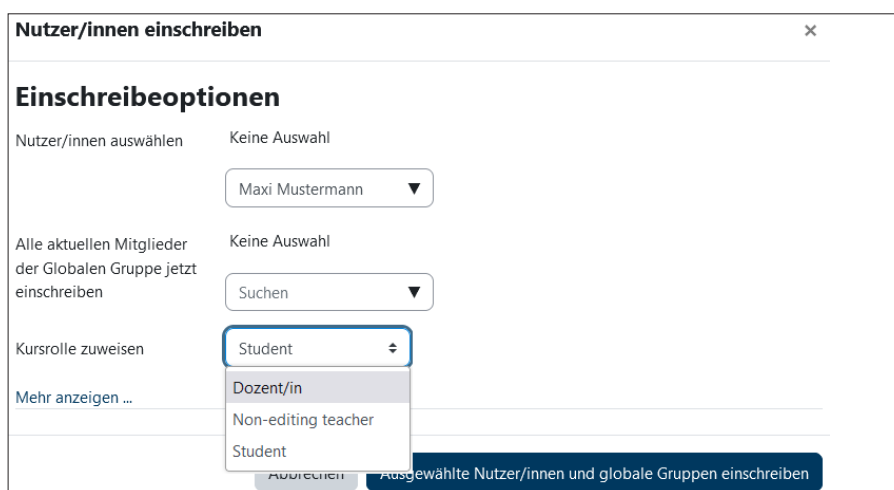 Nutzer/innen einschreiben ×
Einschreibeoptionen
Nutzer/innen auswählen
Keine Auswahl
Maxi Mustermann ▼
Alle aktuellen Mitglieder
der Globalen Gruppe jetzt
einschreiben
Keine Auswahl
Suchen ▼
Kursrolle zuweisen
Student
Dozent/in
Non-editing teacher
Student
Mehr anzeigen ...
Abbrechen
Ausgewählte Nutzer/innen und globale Gruppen einschreiben